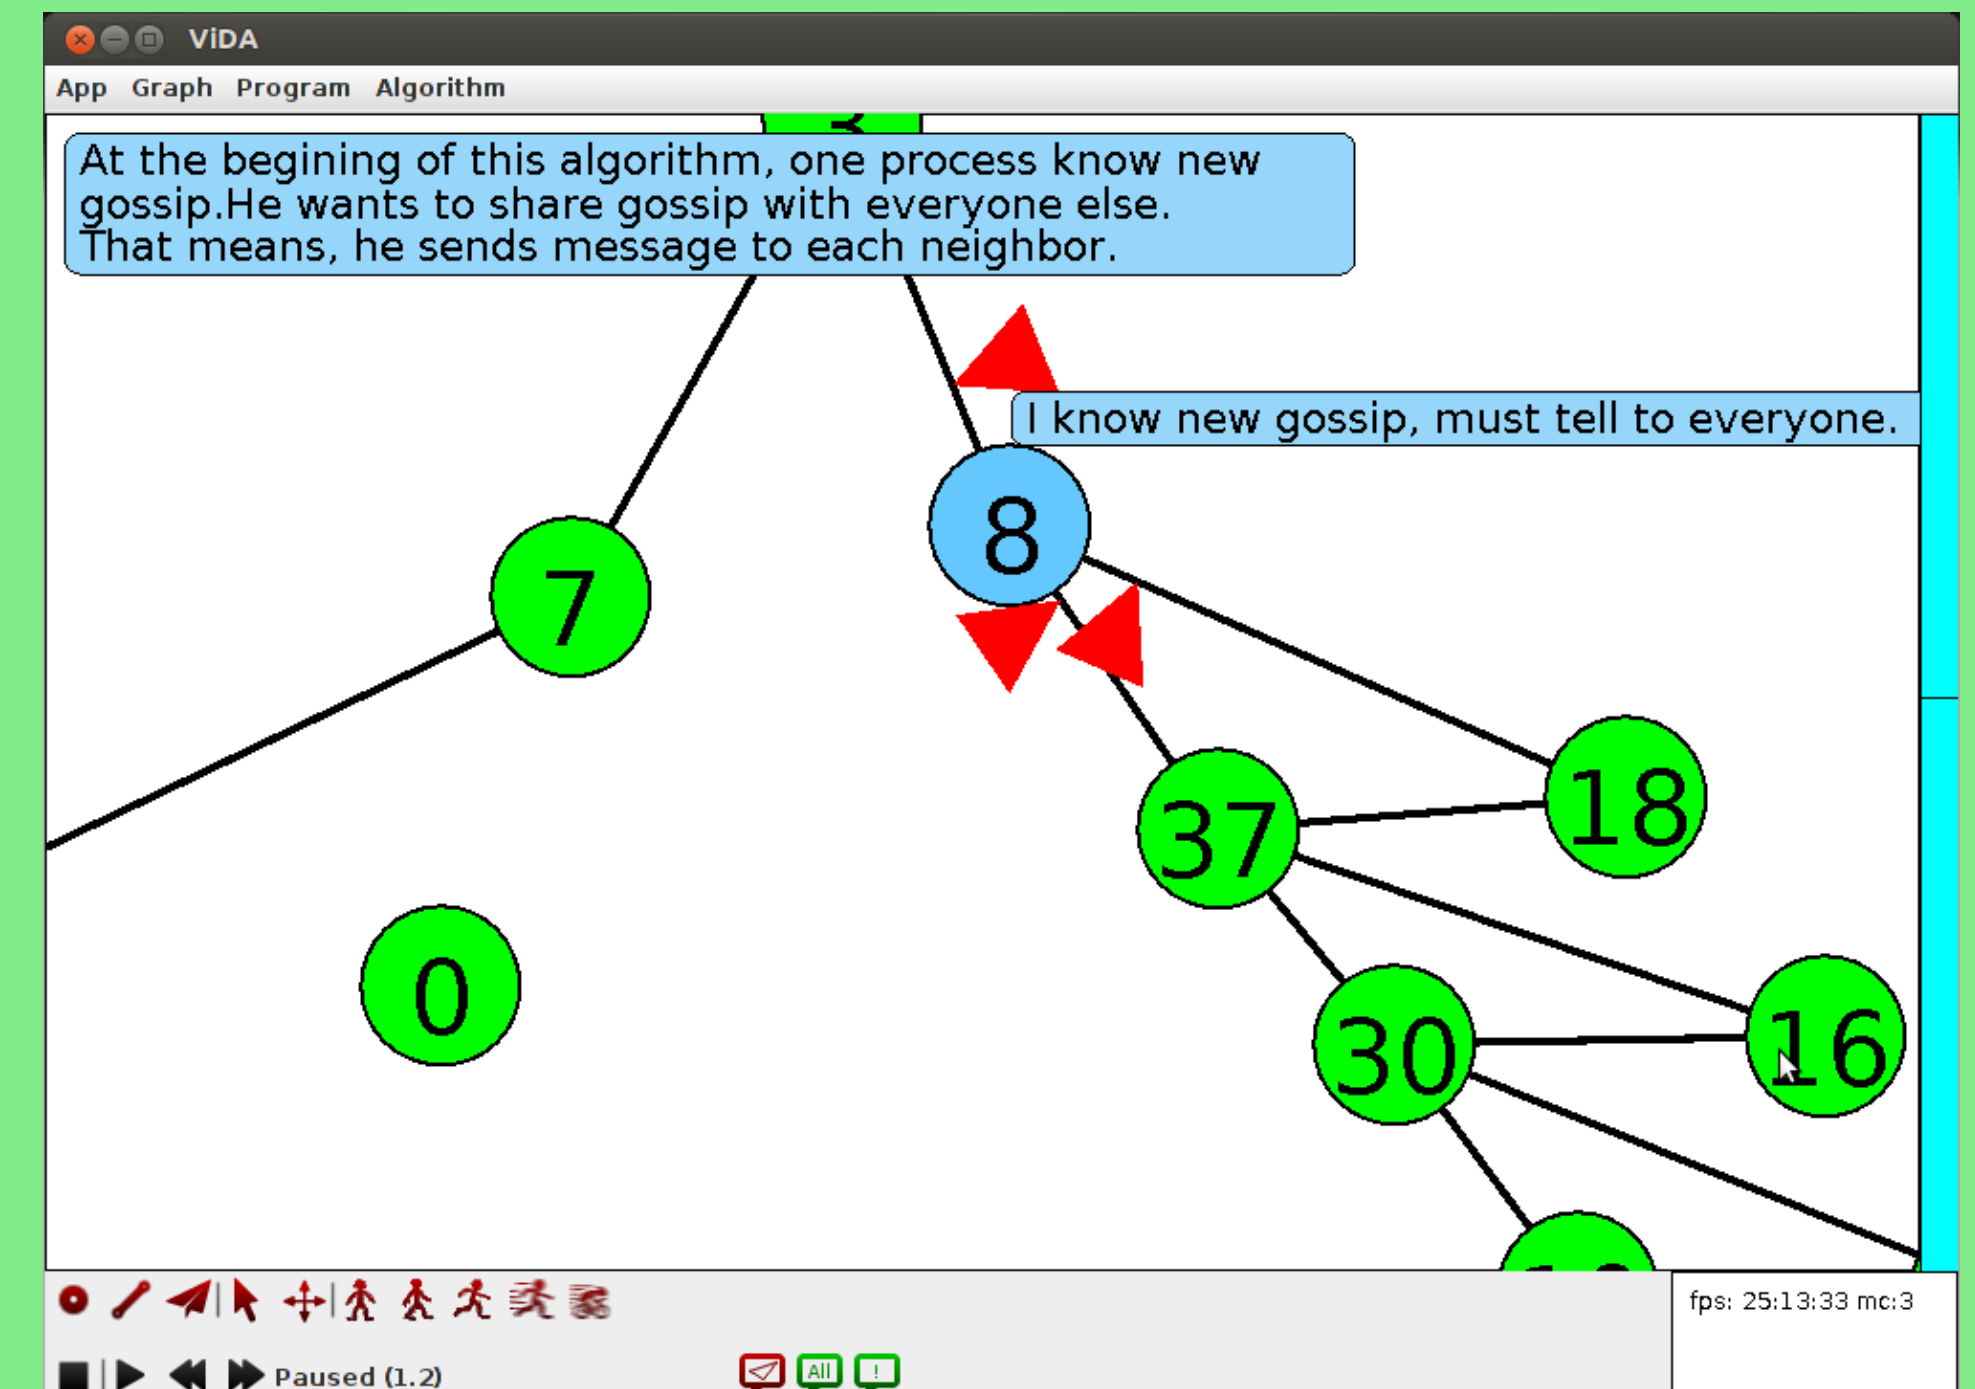 ViDA
App Graph Program Algorithm
At the begining of this algorithm, one process know new
gossip.He wants to share gossip with everyone else.
That means, he sends message to each neighbor.
I know new gossip, must tell to everyone.
8
7
37
18
0
30
16
fps: 25:13:33 mc:3
Paused (1.2)
All
!